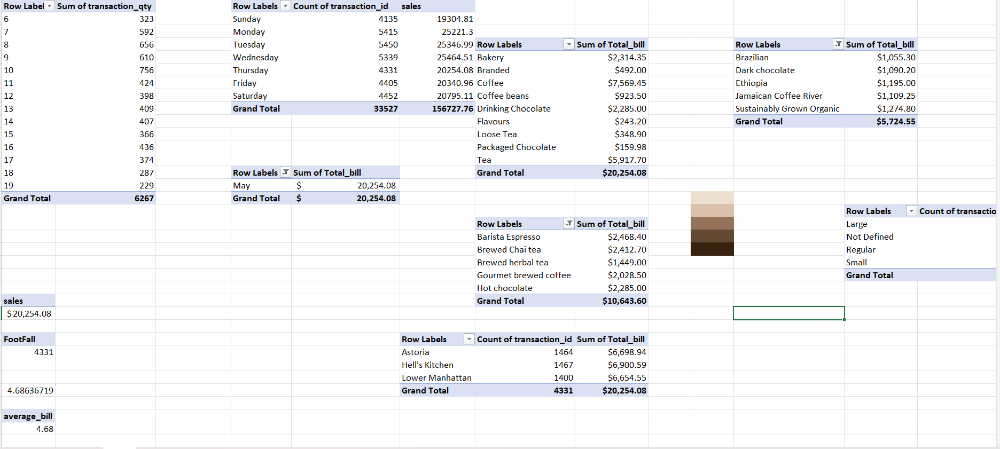 Row Label Sum of transaction_qty
6 323
7 592
8 656
9 610
10 756
11 424
12 398
13 409
14 407
15 366
16 436
17 374
18 287
19 229
Grand Total 6267
Row Labels Count of transaction_id sales
Sunday 4135 19304.81
Monday 5415 25221.3
Tuesday 5450 25346.99
Wednesday 5339 25464.51
Thursday 4331 20254.08
Friday 4405 20340.96
Saturday 4452 20795.11
Grand Total 33527 156727.76
Row Labels Sum of Total_bill
May $ 20,254.08
Grand Total $ 20,254.08
Row Labels Sum of Total_bill
Bakery $2,314.35
Branded $492.00
Coffee $7,569.45
Coffee beans $923.50
Drinking Chocolate $2,285.00
Flavours $243.20
Loose Tea $348.90
Packaged Chocolate $159.98
Tea $5,917.70
Grand Total $20,254.08
Row Labels Sum of Total_bill
Brazilian $1,055.30
Dark chocolate $1,090.20
Ethiopia $1,195.00
Jamaican Coffee River $1,109.25
Sustainably Grown Organic $1,274.80
Grand Total $5,724.55
Row Labels Sum of Total_bill
Barista Espresso $2,468.40
Brewed Chai tea $2,412.70
Brewed herbal tea $1,449.00
Gourmet brewed coffee $2,028.50
Hot chocolate $2,285.00
Grand Total $10,643.60
Row Labels Count of transactio
Large
Not Defined
Regular
Small
Grand Total
sales
$20,254.08
FootFall
4331
4.68636719
average_bill
4.68
Row Labels Count of transaction_id Sum of Total_bill
Astoria 1464 $6,698.94
Hell's Kitchen 1467 $6,900.59
Lower Manhattan 1400 $6,654.55
Grand Total 4331 $20,254.08